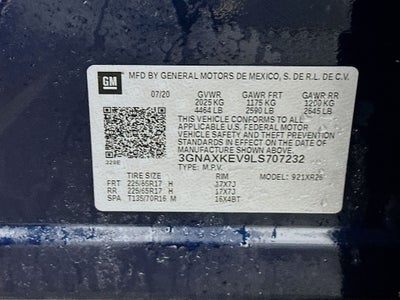 GM
MFD BY GENERAL MOTORS DE MEXICO, S. DE R.L. DE C.V.
07/20 GVWR GAWR FRT GAWR RR
2025 KG 1175 KG 1200 KG
4464 LB 2590 LB 2645 LB
THIS VEHICLE CONFORMS TO ALL APPLICABLE
U.S. FEDERAL MOTOR VEHICLE SAFETY, BUMPER,
AND THEFT PREVENTION STANDARDS IN
EFFECT ON THE DATE OF
MANUFACTURE SHOWN ABOVE.
3GNAXKEV9LS707232
TYPE: M.P.V. MODEL: 921XR26
TIRE SIZE RIM
FRT 225/65R17 H 17X7J
RR 225/65R17 H 17X7J
SPA T135/70R16 M 16X4BT